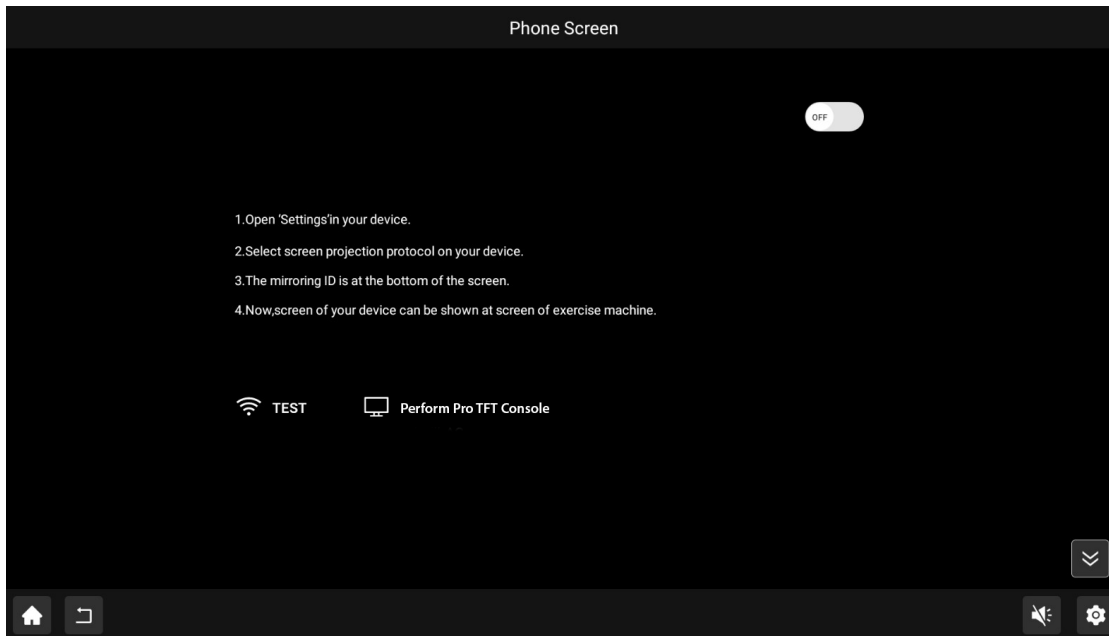 Phone Screen
OFF
1.Open ‘Settings’in your device.
2.Select screen projection protocol on your device.
3.The mirroring ID is at the bottom of the screen.
4.Now,screen of your device can be shown at screen of exercise machine.
TEST
Perform Pro TFT Console